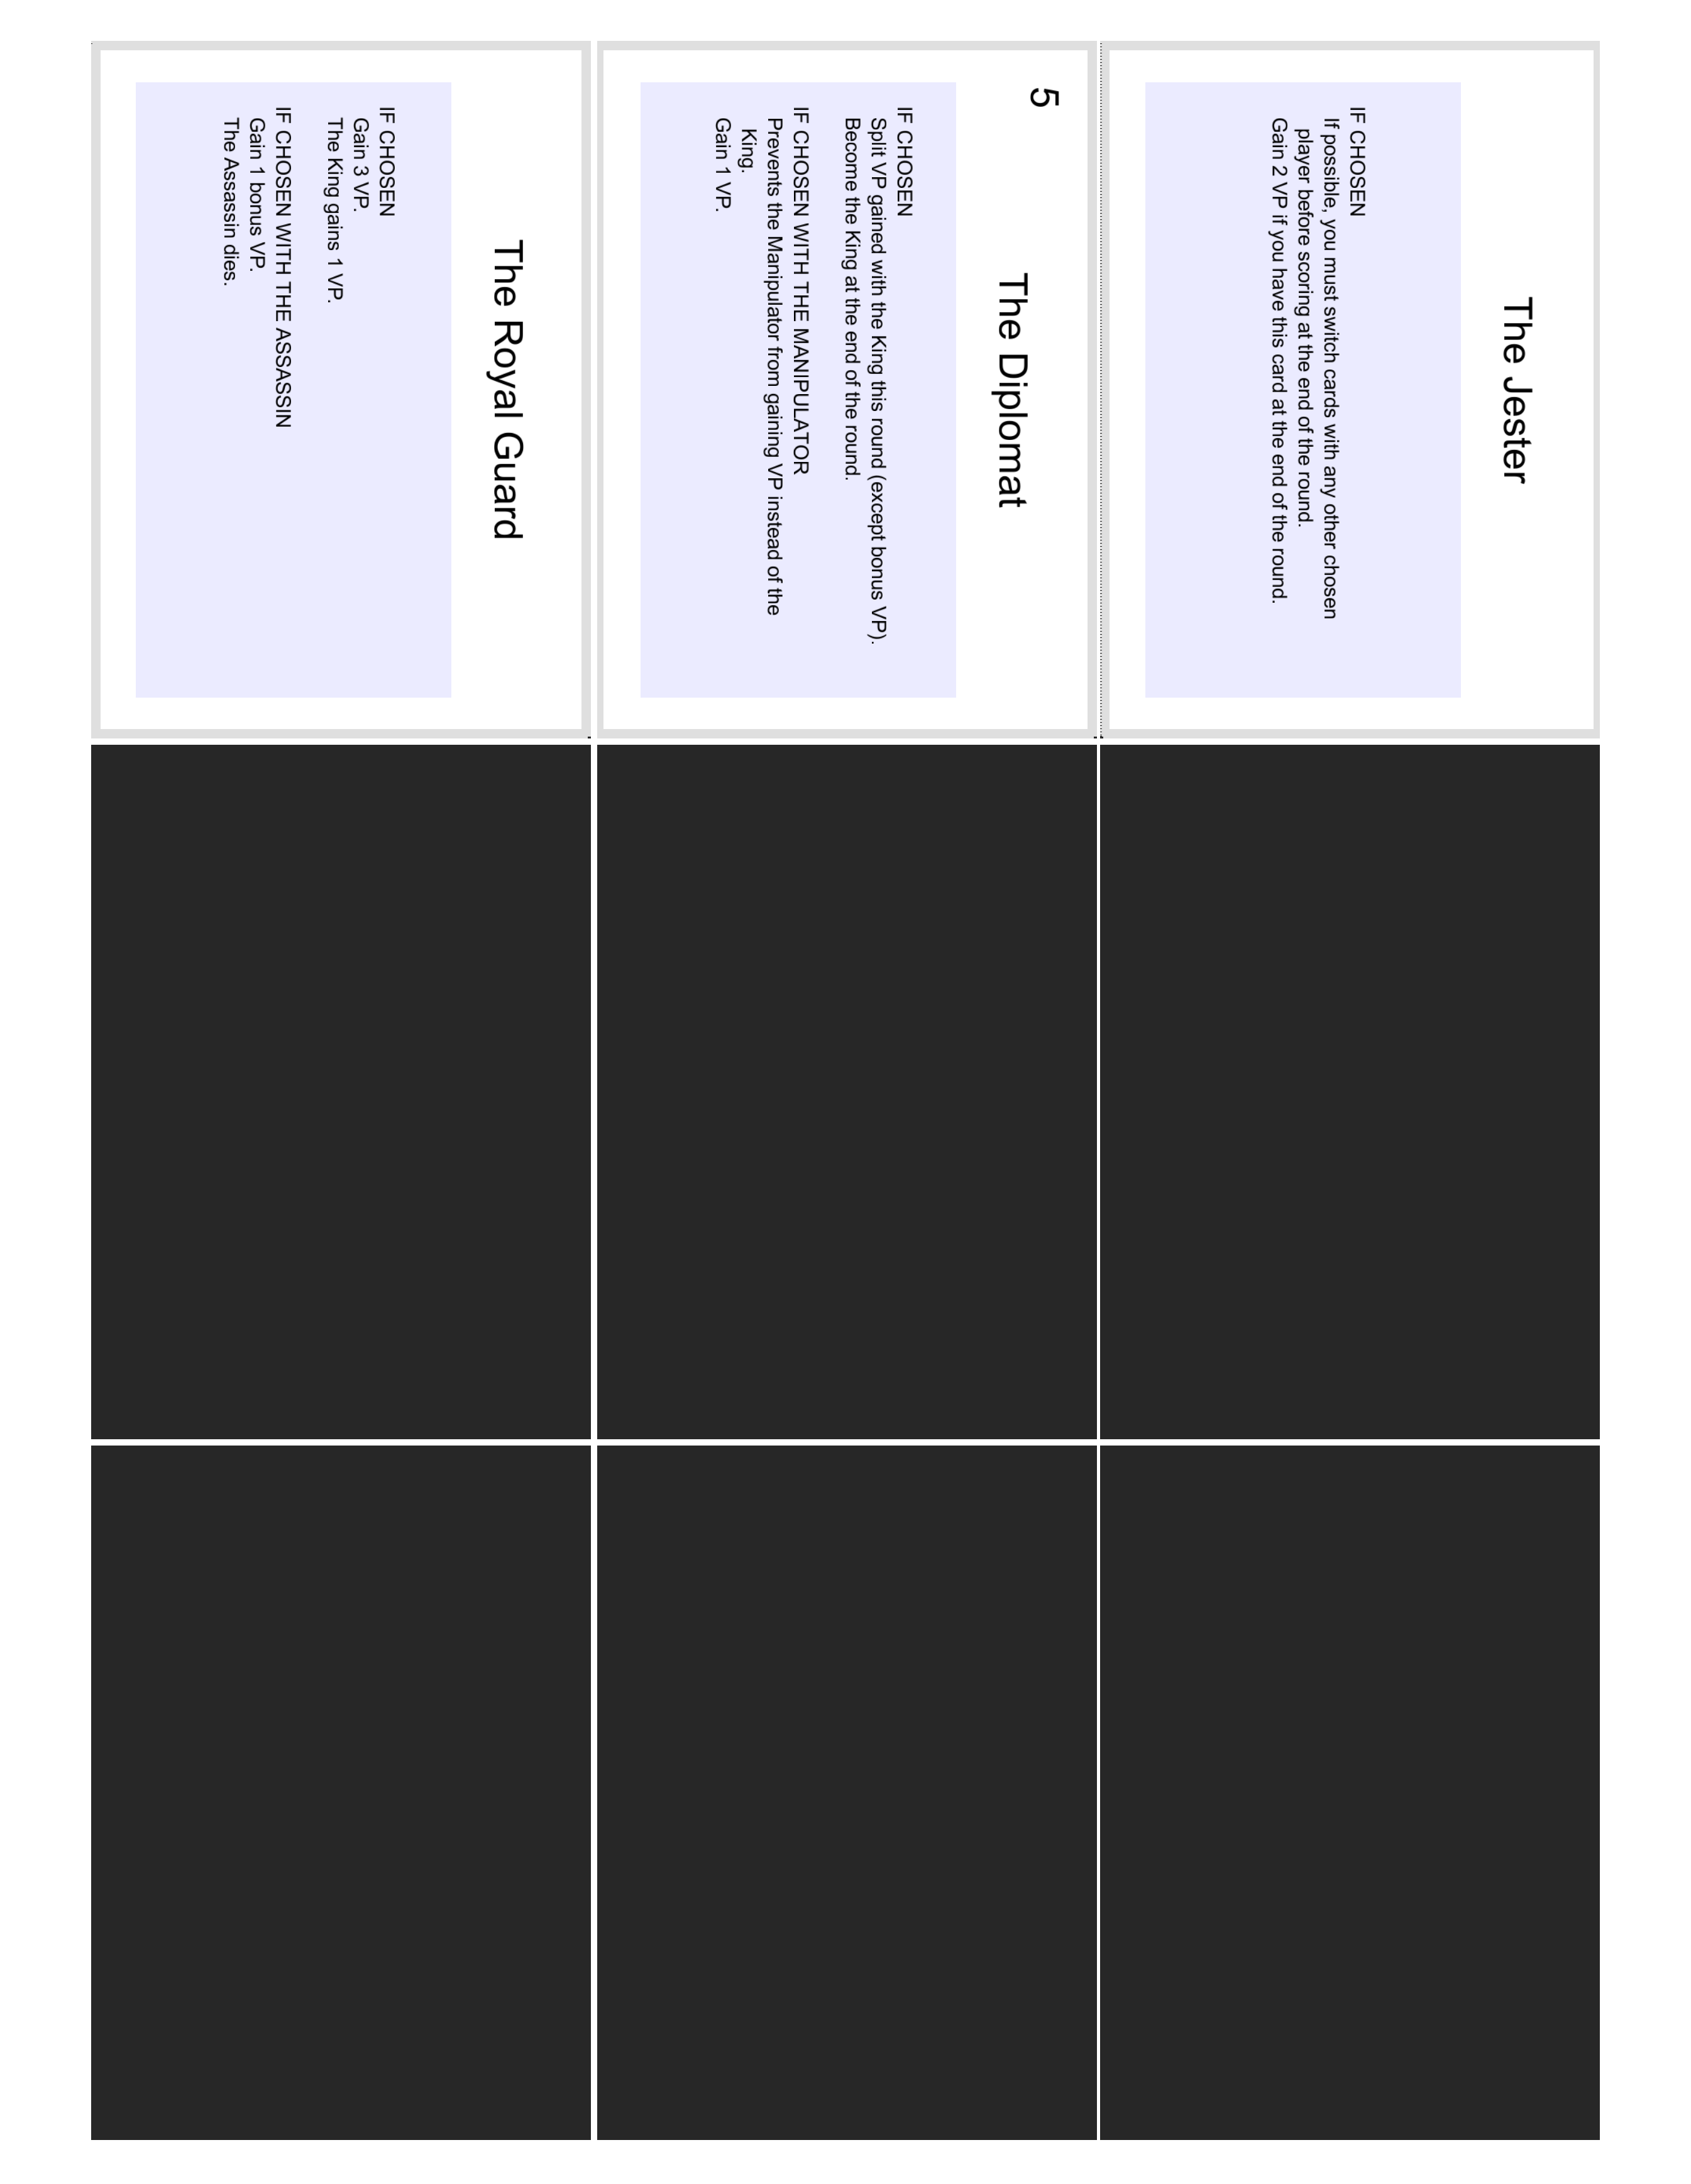 The Jester
IF CHOSEN
If possible, you must switch cards with any other chosen
player before scoring at the end of the round.
Gain 2 VP if you have this card at the end of the round.
5
The Diplomat
IF CHOSEN
Split VP gained with the King this round (except bonus VP).
Become the King at the end of the round.
IF CHOSEN WITH THE MANIPULATOR
Prevents the Manipulator from gaining VP instead of the
King.
Gain 1 VP.
The Royal Guard
IF CHOSEN
Gain 3 VP.
The King gains 1 VP.
IF CHOSEN WITH THE ASSASSIN
Gain 1 bonus VP.
The Assassin dies.